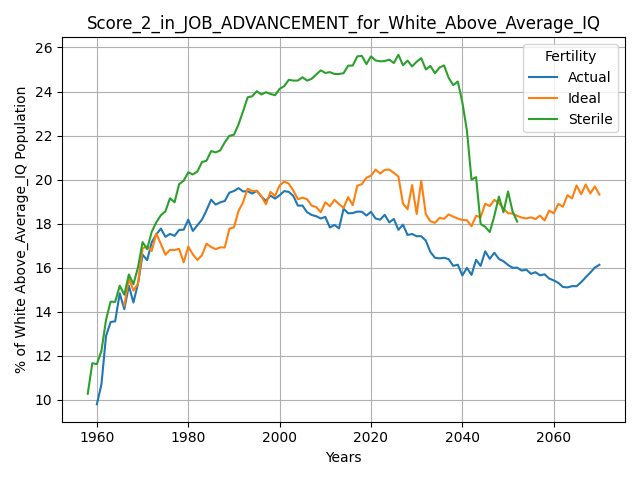 Score_2_in_JOB_ADVANCEMENT_for_White_Above_Average_IQ
% of White Above_Average_IQ Population
26
24
22
20
18
16
14
12
10
Fertility
Actual
Ideal
Sterile
1960 1980 2000 2020 2040 2060
Years